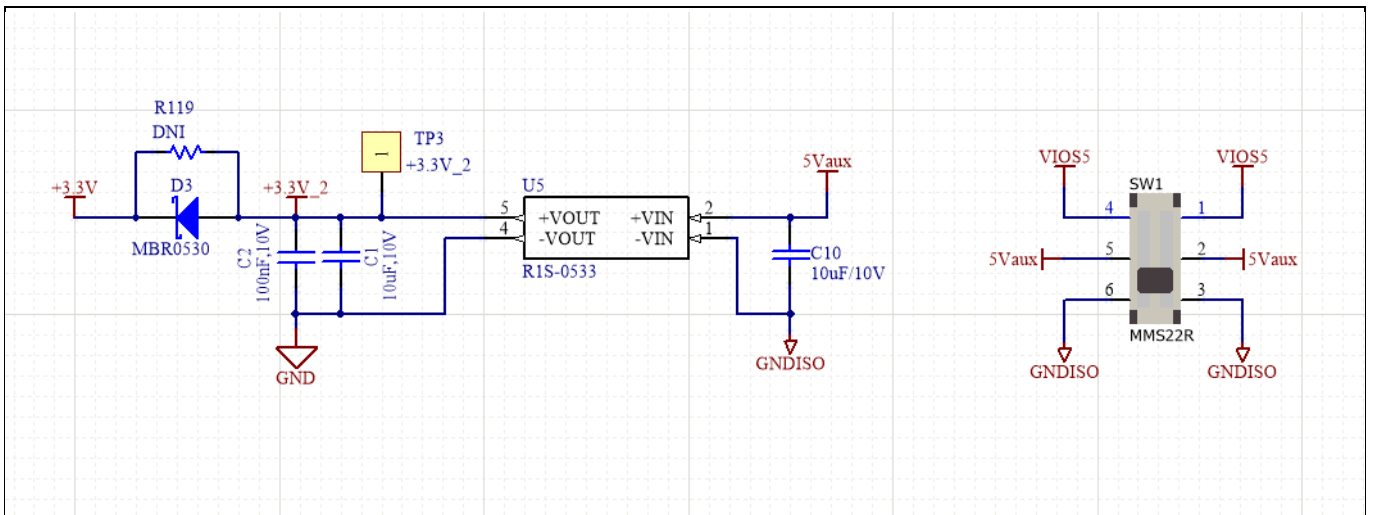 R119
DNI
+3.3V
D3
MBR0530
+3.3V_2
C2
100nF,10V
C1
10uF,10V
GND
1
TP3
+3.3V_2
U5
5
+VOUT
+VIN
2
4
-VOUT
-VIN
1
R1S-0533
5Vaux
C10
10uF/10V
GNDISO
VIOS5
VIOS5
SW1
4
1
5Vaux
5
2
5Vaux
6
3
MMS22R
GNDISO
GNDISO